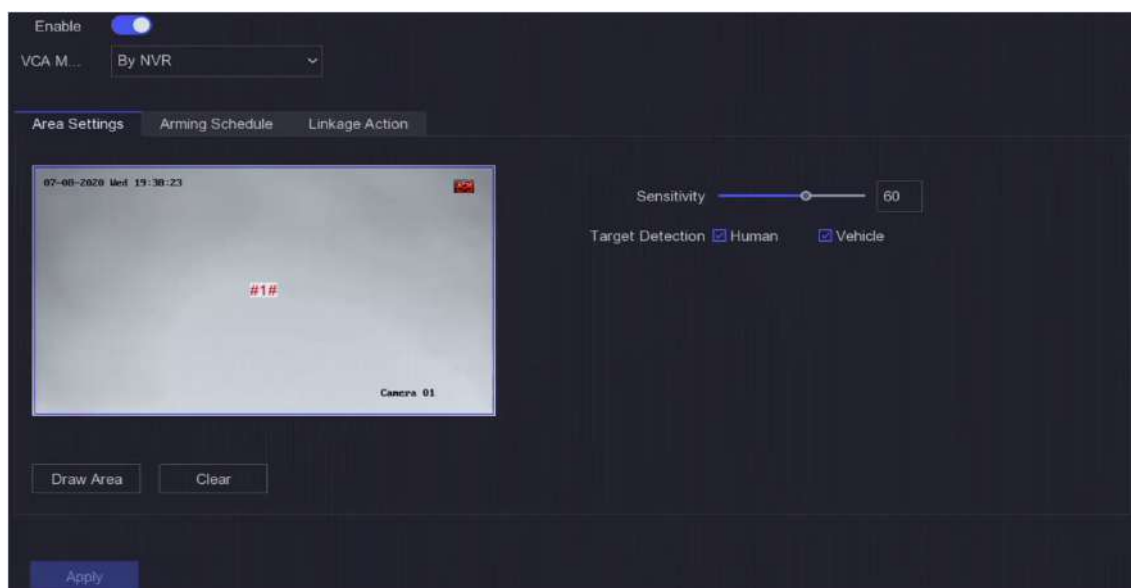 Enable
VCA M...
By NVR
Area Settings
Arming Schedule
Linkage Action
07-08-2020 Wed 19:38:23
#1#
Camera 01
Sensitivity
60
Target Detection
Human
Vehicle
Draw Area
Clear
Apply